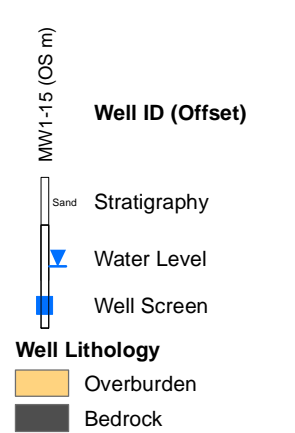 MW1-15 (OS m)
Well ID (Offset)
Sand
Stratigraphy
Water Level
Well Screen
Well Lithology
Overburden
Bedrock